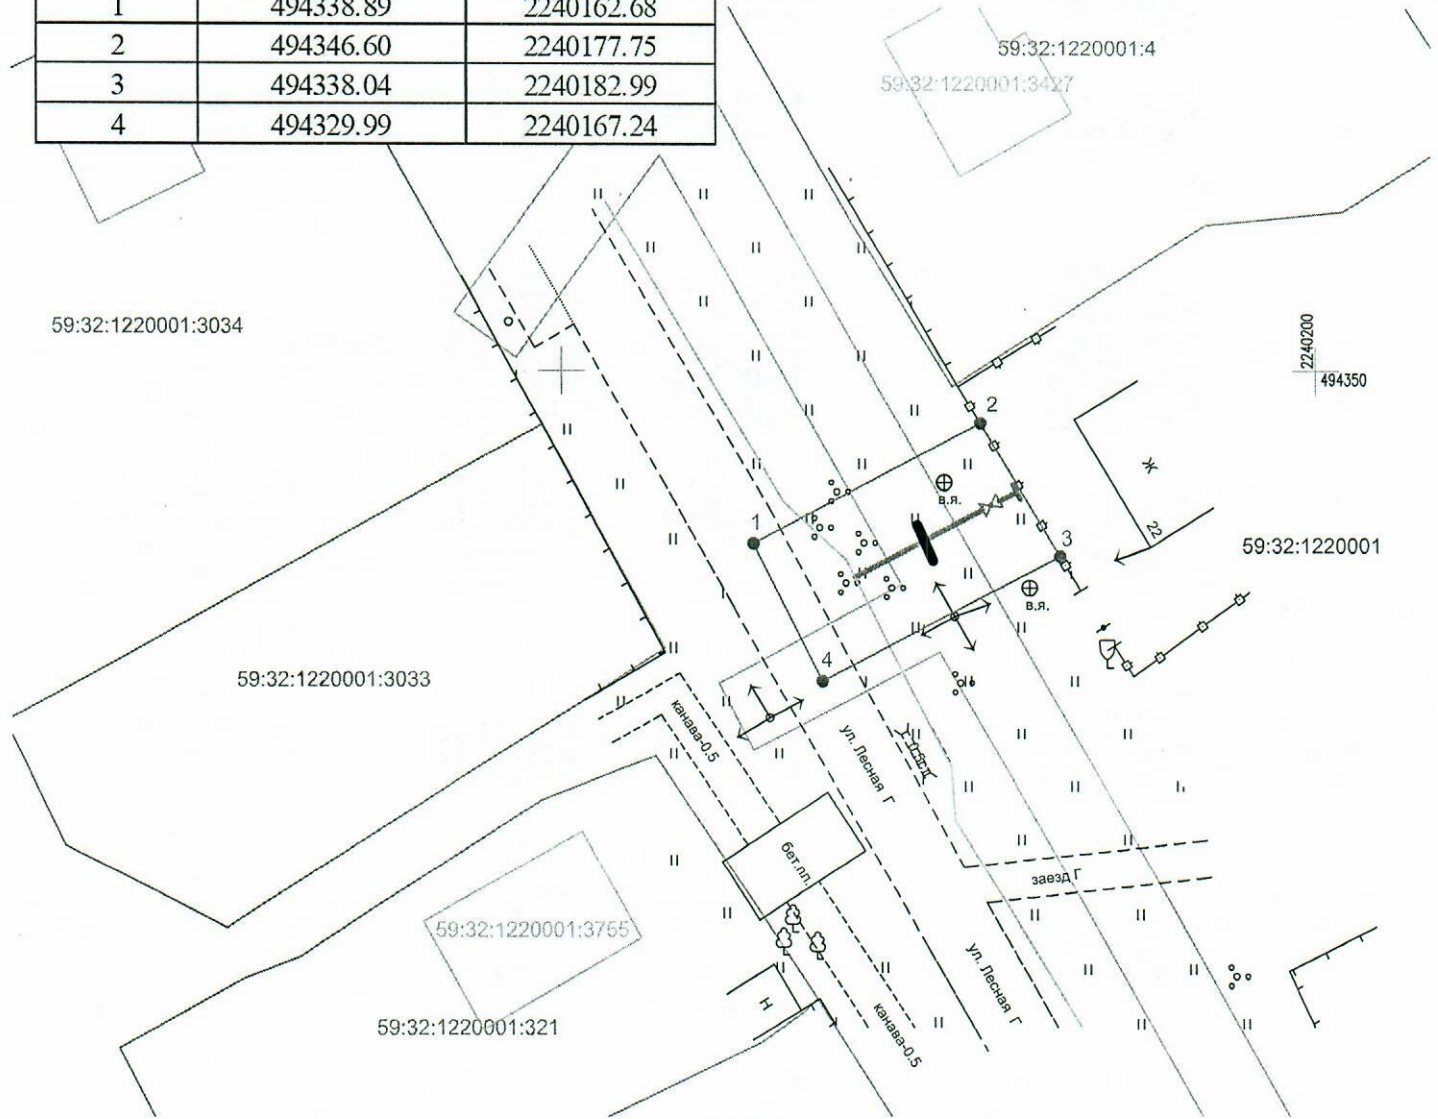 1 494338.89 2240162.68
2 494346.60 2240177.75
3 494338.04 2240182.99
4 494329.99 2240167.24
59:32:1220001:4
59:32:1220001:3427
59:32:1220001:3034
2240200
494350
2
в.я.
Ж
1
22
3
59:32:1220001
в.я.
4
59:32:1220001:3033
канава-0.5
ул. Лесная Г
бет.пл.
заезд Г
59:32:1220001:3755
ул. Лесная Г
Н
59:32:1220001:321
канава-0.5